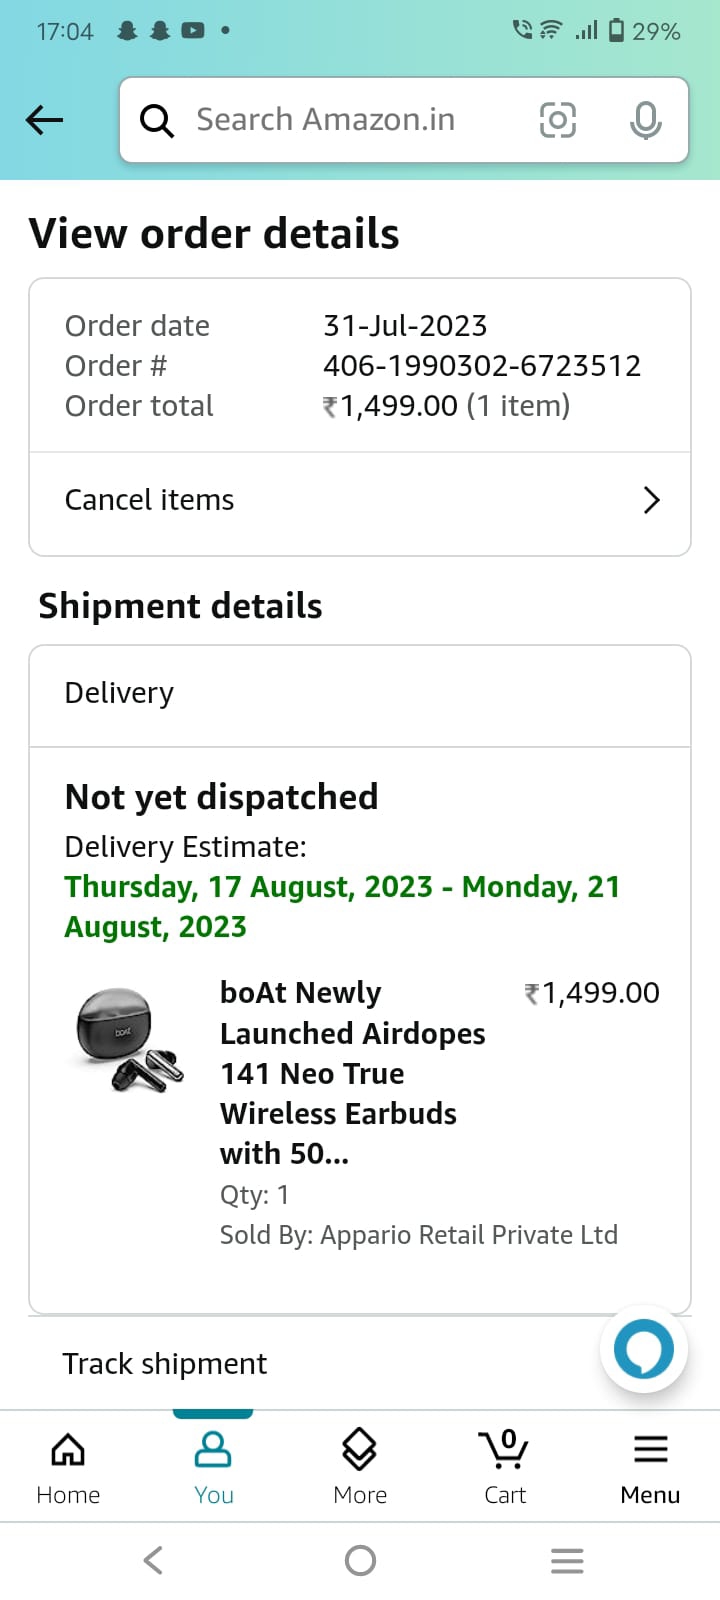 17:04
29%
Search Amazon.in
View order details
Order date 31-Jul-2023
Order # 406-1990302-6723512
Order total ₹1,499.00 (1 item)
Cancel items
Shipment details
Delivery
Not yet dispatched
Delivery Estimate:
Thursday, 17 August, 2023 - Monday, 21
August, 2023
boAt Newly ₹1,499.00
Launched Airdopes
141 Neo True
Wireless Earbuds
with 50...
Qty: 1
Sold By: Appario Retail Private Ltd
boAt
Track shipment
0
Home You More Cart Menu